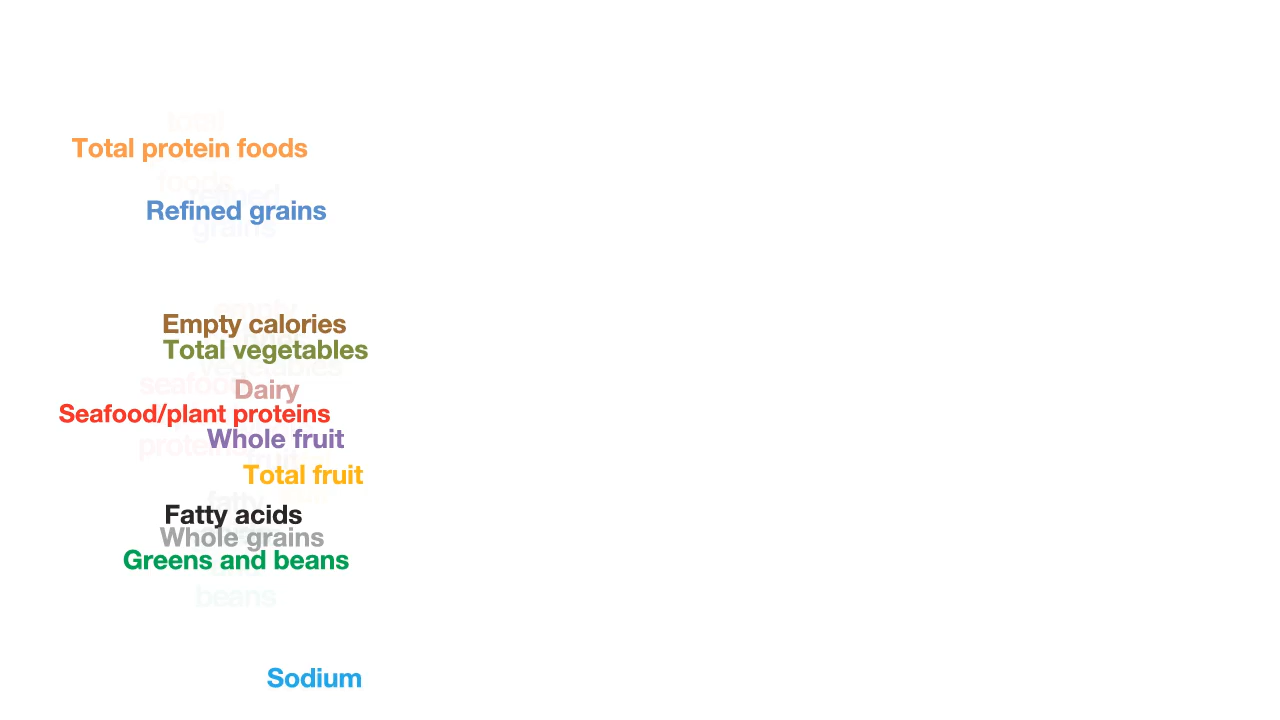 Total protein foods
Refined grains
Empty calories
Total vegetables
Dairy
Seafood/plant proteins
Whole fruit
Total fruit
Fatty acids
Whole grains
Greens and beans
Sodium